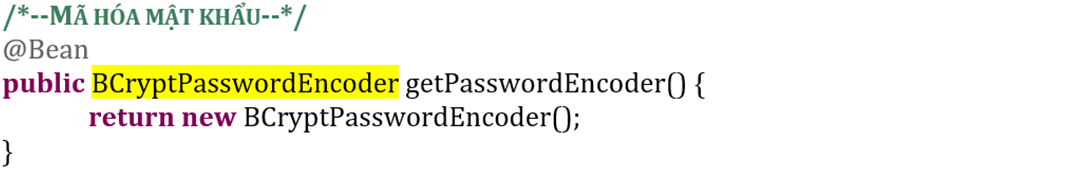 /*--MÃ HÓA MẬT KHẨU--*/
@Bean
public BCryptPasswordEncoder getPasswordEncoder() {
return new BCryptPasswordEncoder();
}